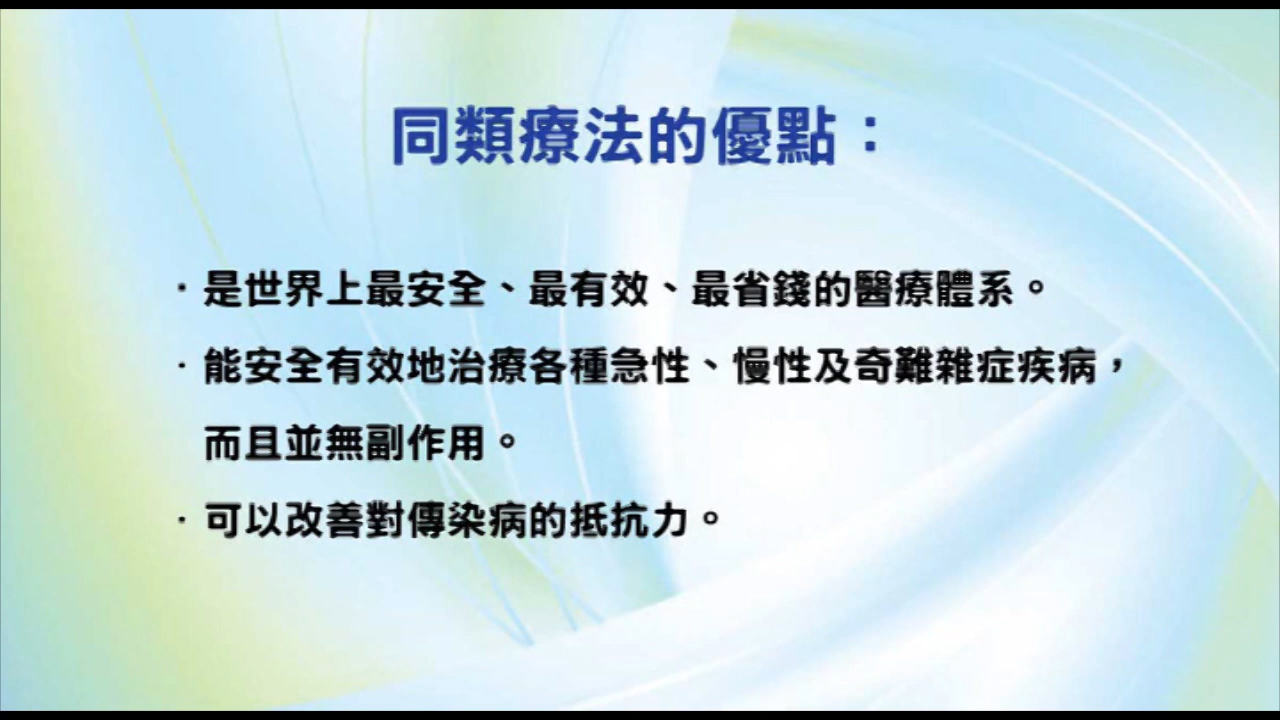 同類療法的優點：
·是世界上最安全、最有效、最省錢的醫療體系。
·能安全有效地治療各種急性、慢性及奇難雜症疾病，
而且並無副作用。
·可以改善對傳染病的抵抗力。